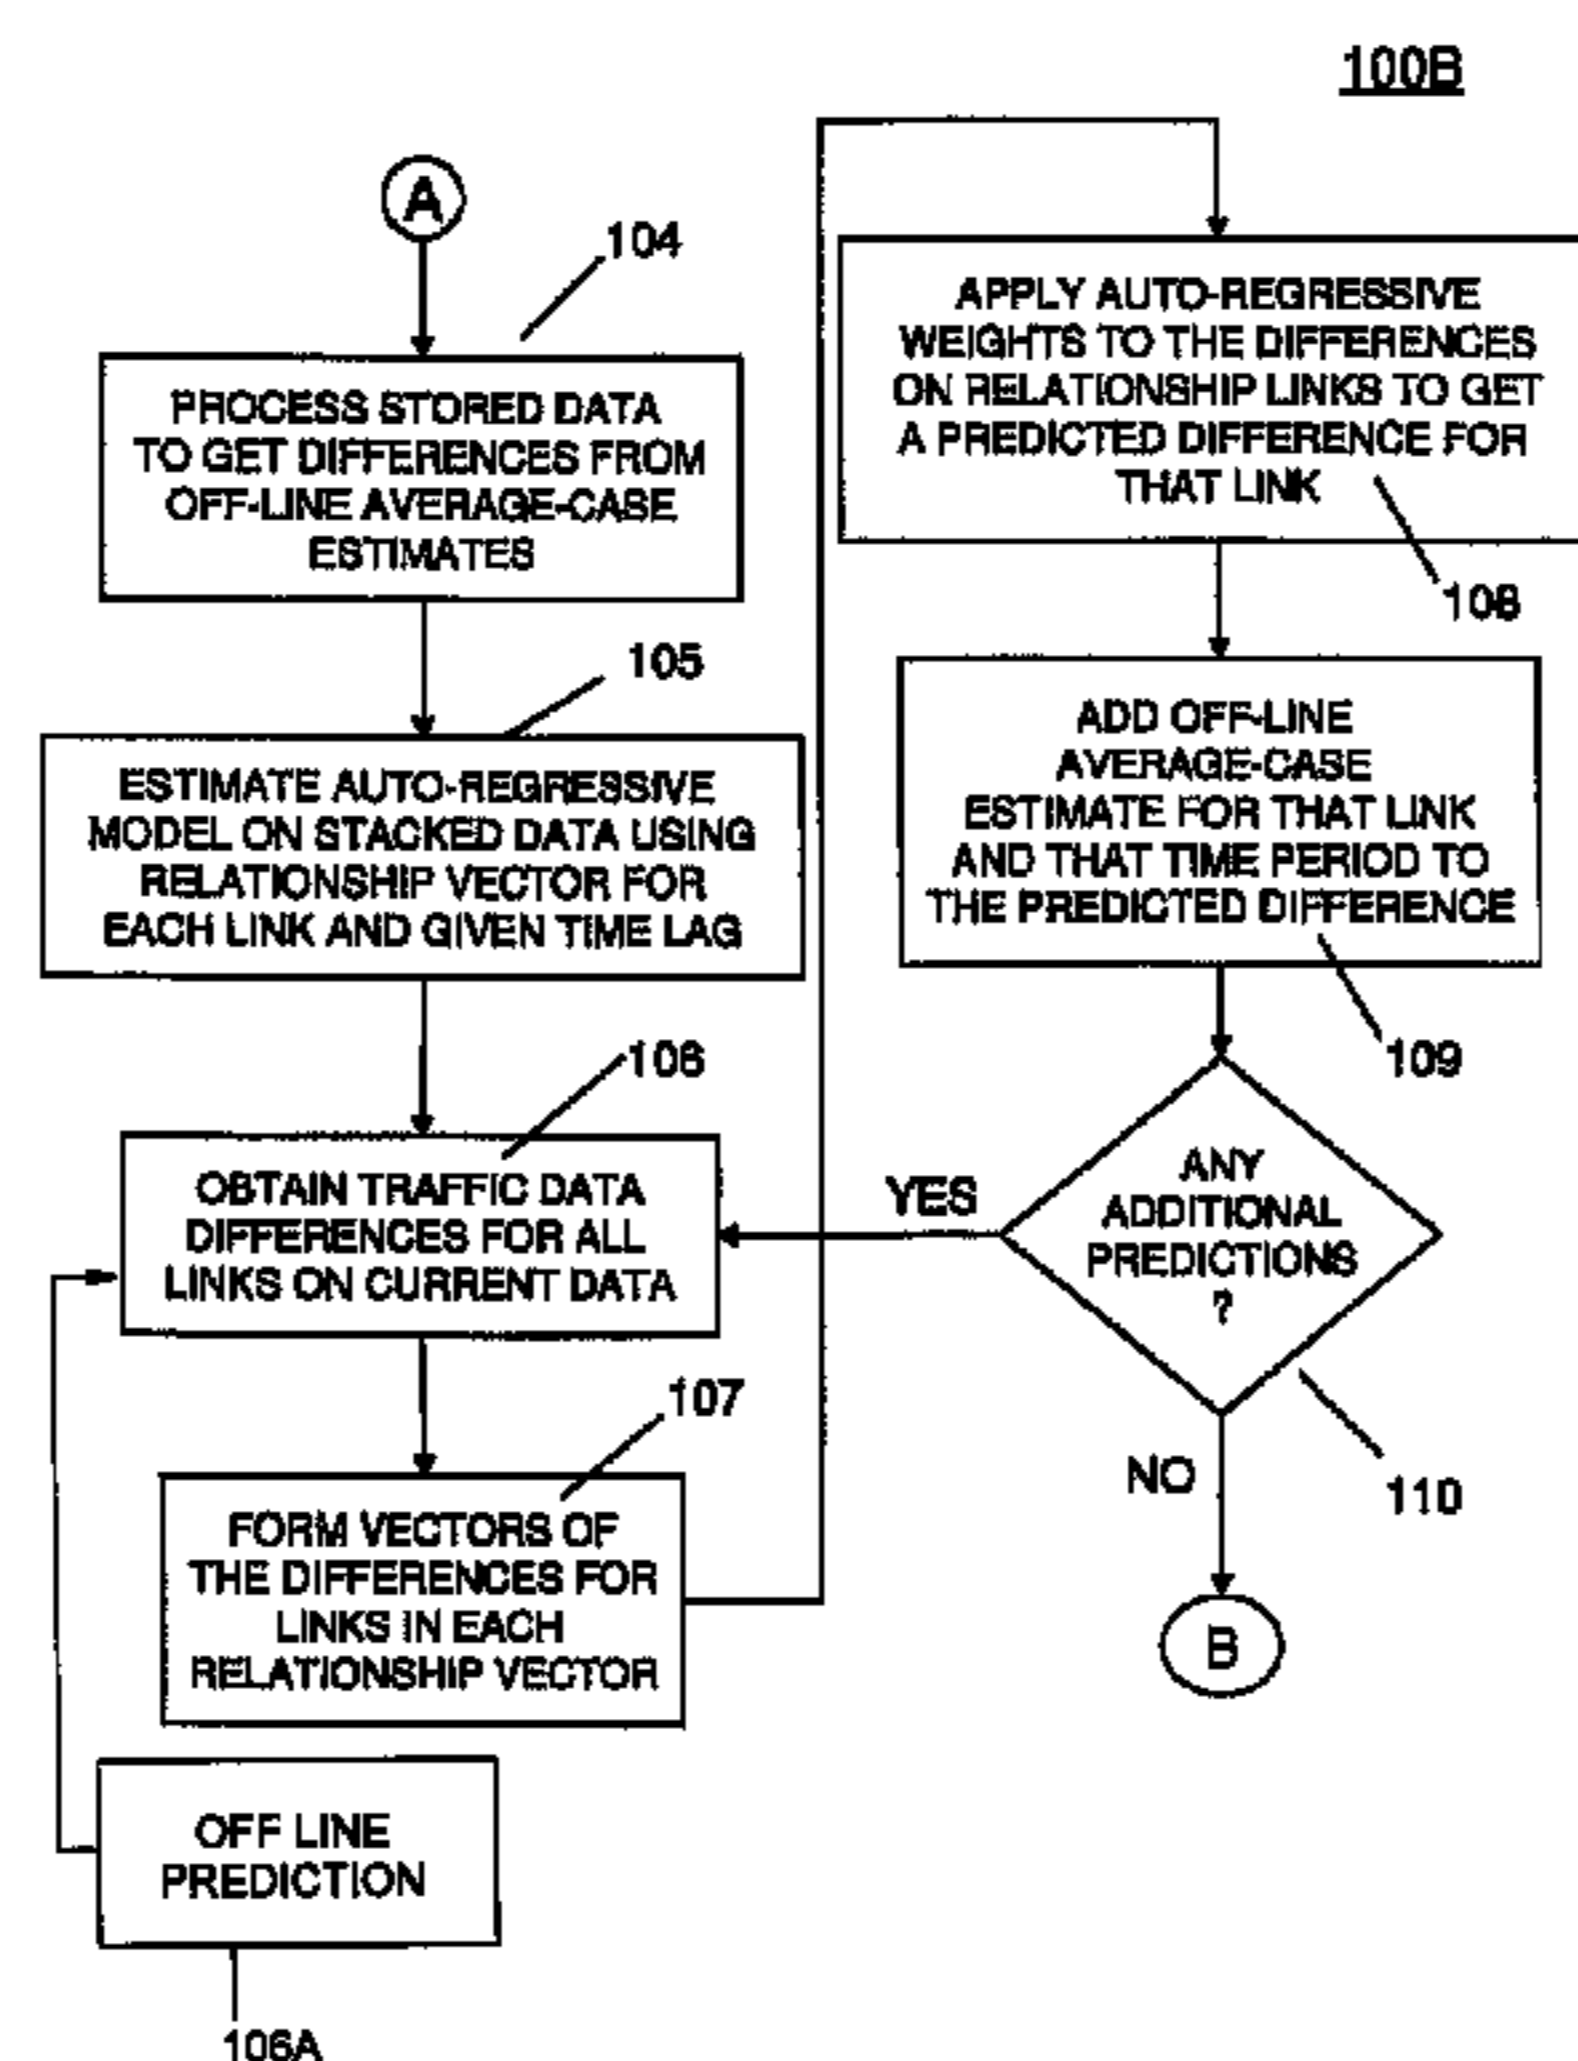 100B
A
104
PROCESS STORED DATA
TO GET DIFFERENCES FROM
OFF-LINE AVERAGE-CASE
ESTIMATES
105
ESTIMATE AUTO-REGRESSIVE
MODEL ON STACKED DATA USING
RELATIONSHIP VECTOR FOR
EACH LINK AND GIVEN TIME LAG
106
OBTAIN TRAFFIC DATA
DIFFERENCES FOR ALL
LINKS ON CURRENT DATA
107
FORM VECTORS OF
THE DIFFERENCES FOR
LINKS IN EACH
RELATIONSHIP VECTOR
OFF LINE
PREDICTION
106A
APPLY AUTO-REGRESSIVE
WEIGHTS TO THE DIFFERENCES
ON RELATIONSHIP LINKS TO GET
A PREDICTED DIFFERENCE FOR
THAT LINK
108
ADD OFF-LINE
AVERAGE-CASE
ESTIMATE FOR THAT LINK
AND THAT TIME PERIOD TO
THE PREDICTED DIFFERENCE
109
ANY
ADDITIONAL
PREDICTIONS
?
YES
110
NO
B